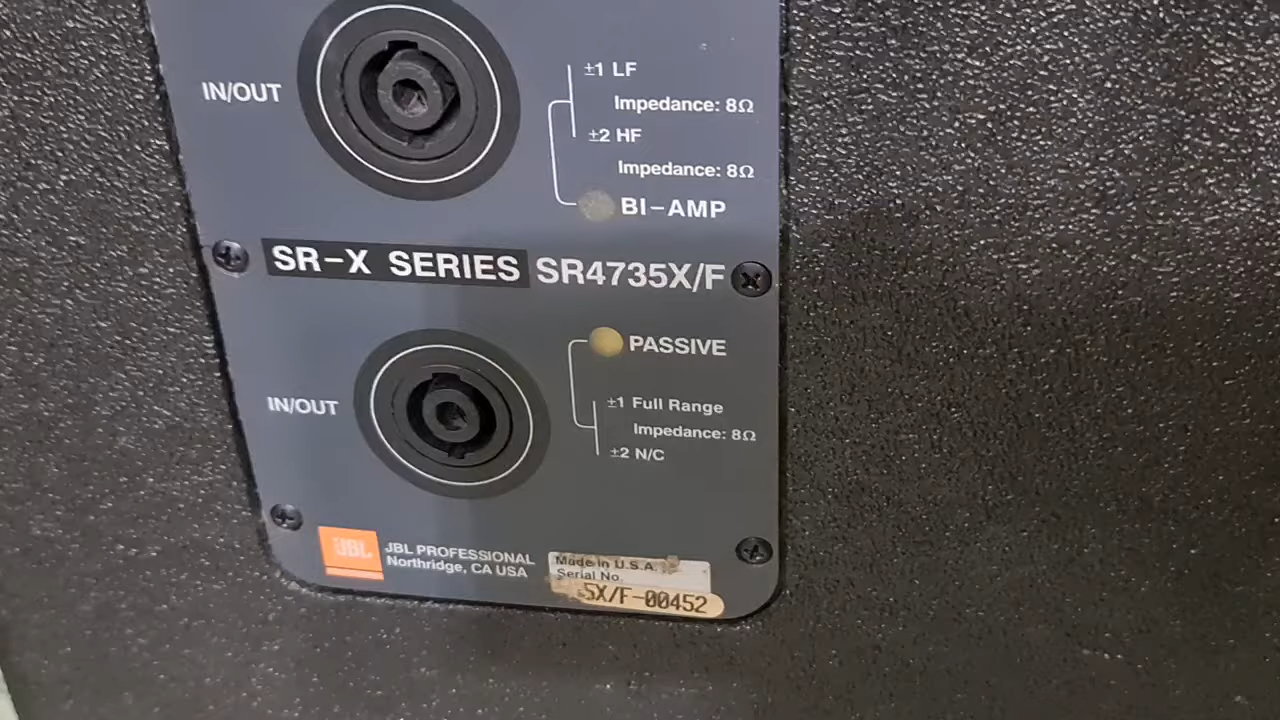 IN/OUT
±1 LF
Impedance: 8Ω
±2 HF
Impedance: 8Ω
BI-AMP
SR-X SERIES SR4735X/F
PASSIVE
IN/OUT
±1 Full Range
Impedance: 8Ω
±2 N/C
JBL
JBL PROFESSIONAL
Northridge, CA USA
Made in U.S.A.
Serial No.
5X/F-00452